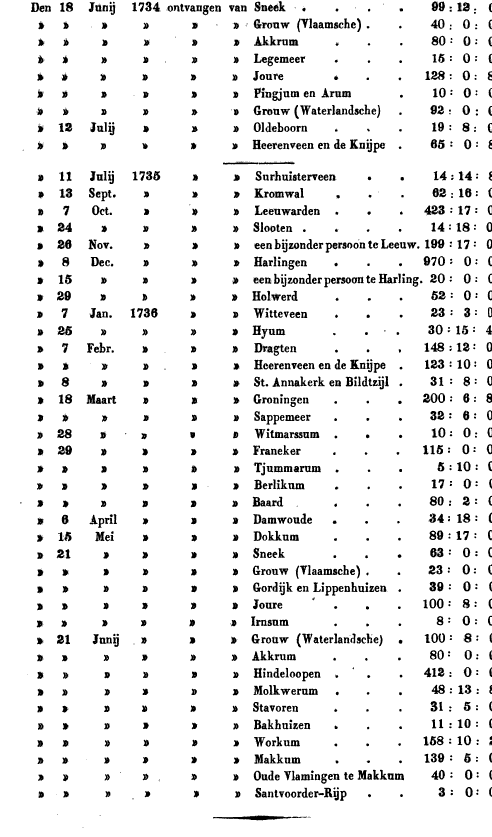 Den 18 Junij 1734 ontvangen van Sneek . . . . 99 : 12 :
» » » » » » Grouw (Vlaamsche) . . 40 : 0 :
» » » » » » Akkrum . . . 80 : 0 :
» » » » » » Legemeer . . . 15 : 0 :
» » » » » » Joure . . . 128 : 0 : 8
» » » » » » Pingjum en Arum . 10 : 0 :
» » » » » » Grouw (Waterlandsche) . 92 : 0 :
» 12 Julij » » » Oldeboorn . . . 19 : 8 :
» » » » » » Heerenveen en de Knijpe . 65 : 0 : 8
» 11 Julij 1735 » » Surhuisterveen . . 14 : 14 : 8
» 13 Sept. » » » Kromwal . . . 62 : 16 :
» 7 Oct. » » » Leeuwarden . . . 423 : 17 :
» 24 » » » » Slooten . . . . 14 : 18 :
» 26 Nov. » » » een bijzonder persoon te Leeuw. 199 : 17 :
» 8 Dec. » » » Harlingen . . . 970 : 0 :
» 15 » » » » een bijzonder persoon te Harling. 20 : 0 :
» 29 » » » » Holwerd . . . 52 : 0 :
» 7 Jan. 1736 » » Witteveen . . . 23 : 3 :
» 25 » » » » Hyum . . . 30 : 15 : 4
» 7 Febr. » » » Dragten . . . 148 : 12 :
» » » » » » Heerenveen en de Knijpe . 123 : 10 :
» 8 » » » » St. Annakerk en Bildtzijl . 31 : 8 :
» 18 Maart » » » Groningen . . . 200 : 6 : 8
» » » » » » Sappemeer . . . 32 : 6 :
» 28 » » » » Witmarssum . . . 10 : 0 :
» 29 » » » » Franeker . . . 115 : 0 :
» » » » » » Tjummarum . . . 5 : 10 :
» » » » » » Berlikum . . . 17 : 0 :
» » » » » » Baard . . . 80 : 2 :
» 6 April » » » Damwoude . . . 34 : 18 :
» 15 Mei » » » Dokkum . . . 89 : 17 :
» 21 » » » » Sneek . . . 63 : 0 :
» » » » » » Grouw (Vlaamsche) . . 23 : 0 :
» » » » » » Gordijk en Lippenhuizen . 39 : 0 :
» » » » » » Joure . . . 100 : 8 :
» » » » » » Irnsum . . . 8 : 0 :
» 21 Junij » » » Grouw (Waterlandsche) . 100 : 8 :
» » » » » » Akkrum . . . 80 : 0 :
» » » » » » Hindeloopen . . . 412 : 0 :
» » » » » » Molkwerum . . . 48 : 13 : 8
» » » » » » Stavoren . . . 31 : 5 :
» » » » » » Bakhuizen . . . 11 : 10 :
» » » » » » Workum . . . 158 : 10 : 2
» » » » » » Makkum . . . 139 : 5 :
» » » » » » Oude Vlamingen te Makkum 40 : 0 :
» » » » » » Santvoorder-Rijp . . 3 : 0 :